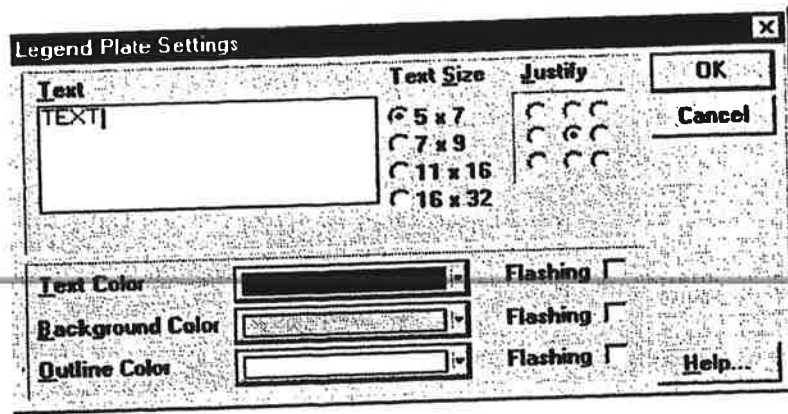 Legend Plate Settings
Text
TEXT
Text Size
5 x 7
7 x 9
11 x 16
16 x 32
Justify
OK
Cancel
Text Color
Flashing
Background Color
Flashing
Outline Color
Flashing
Help...